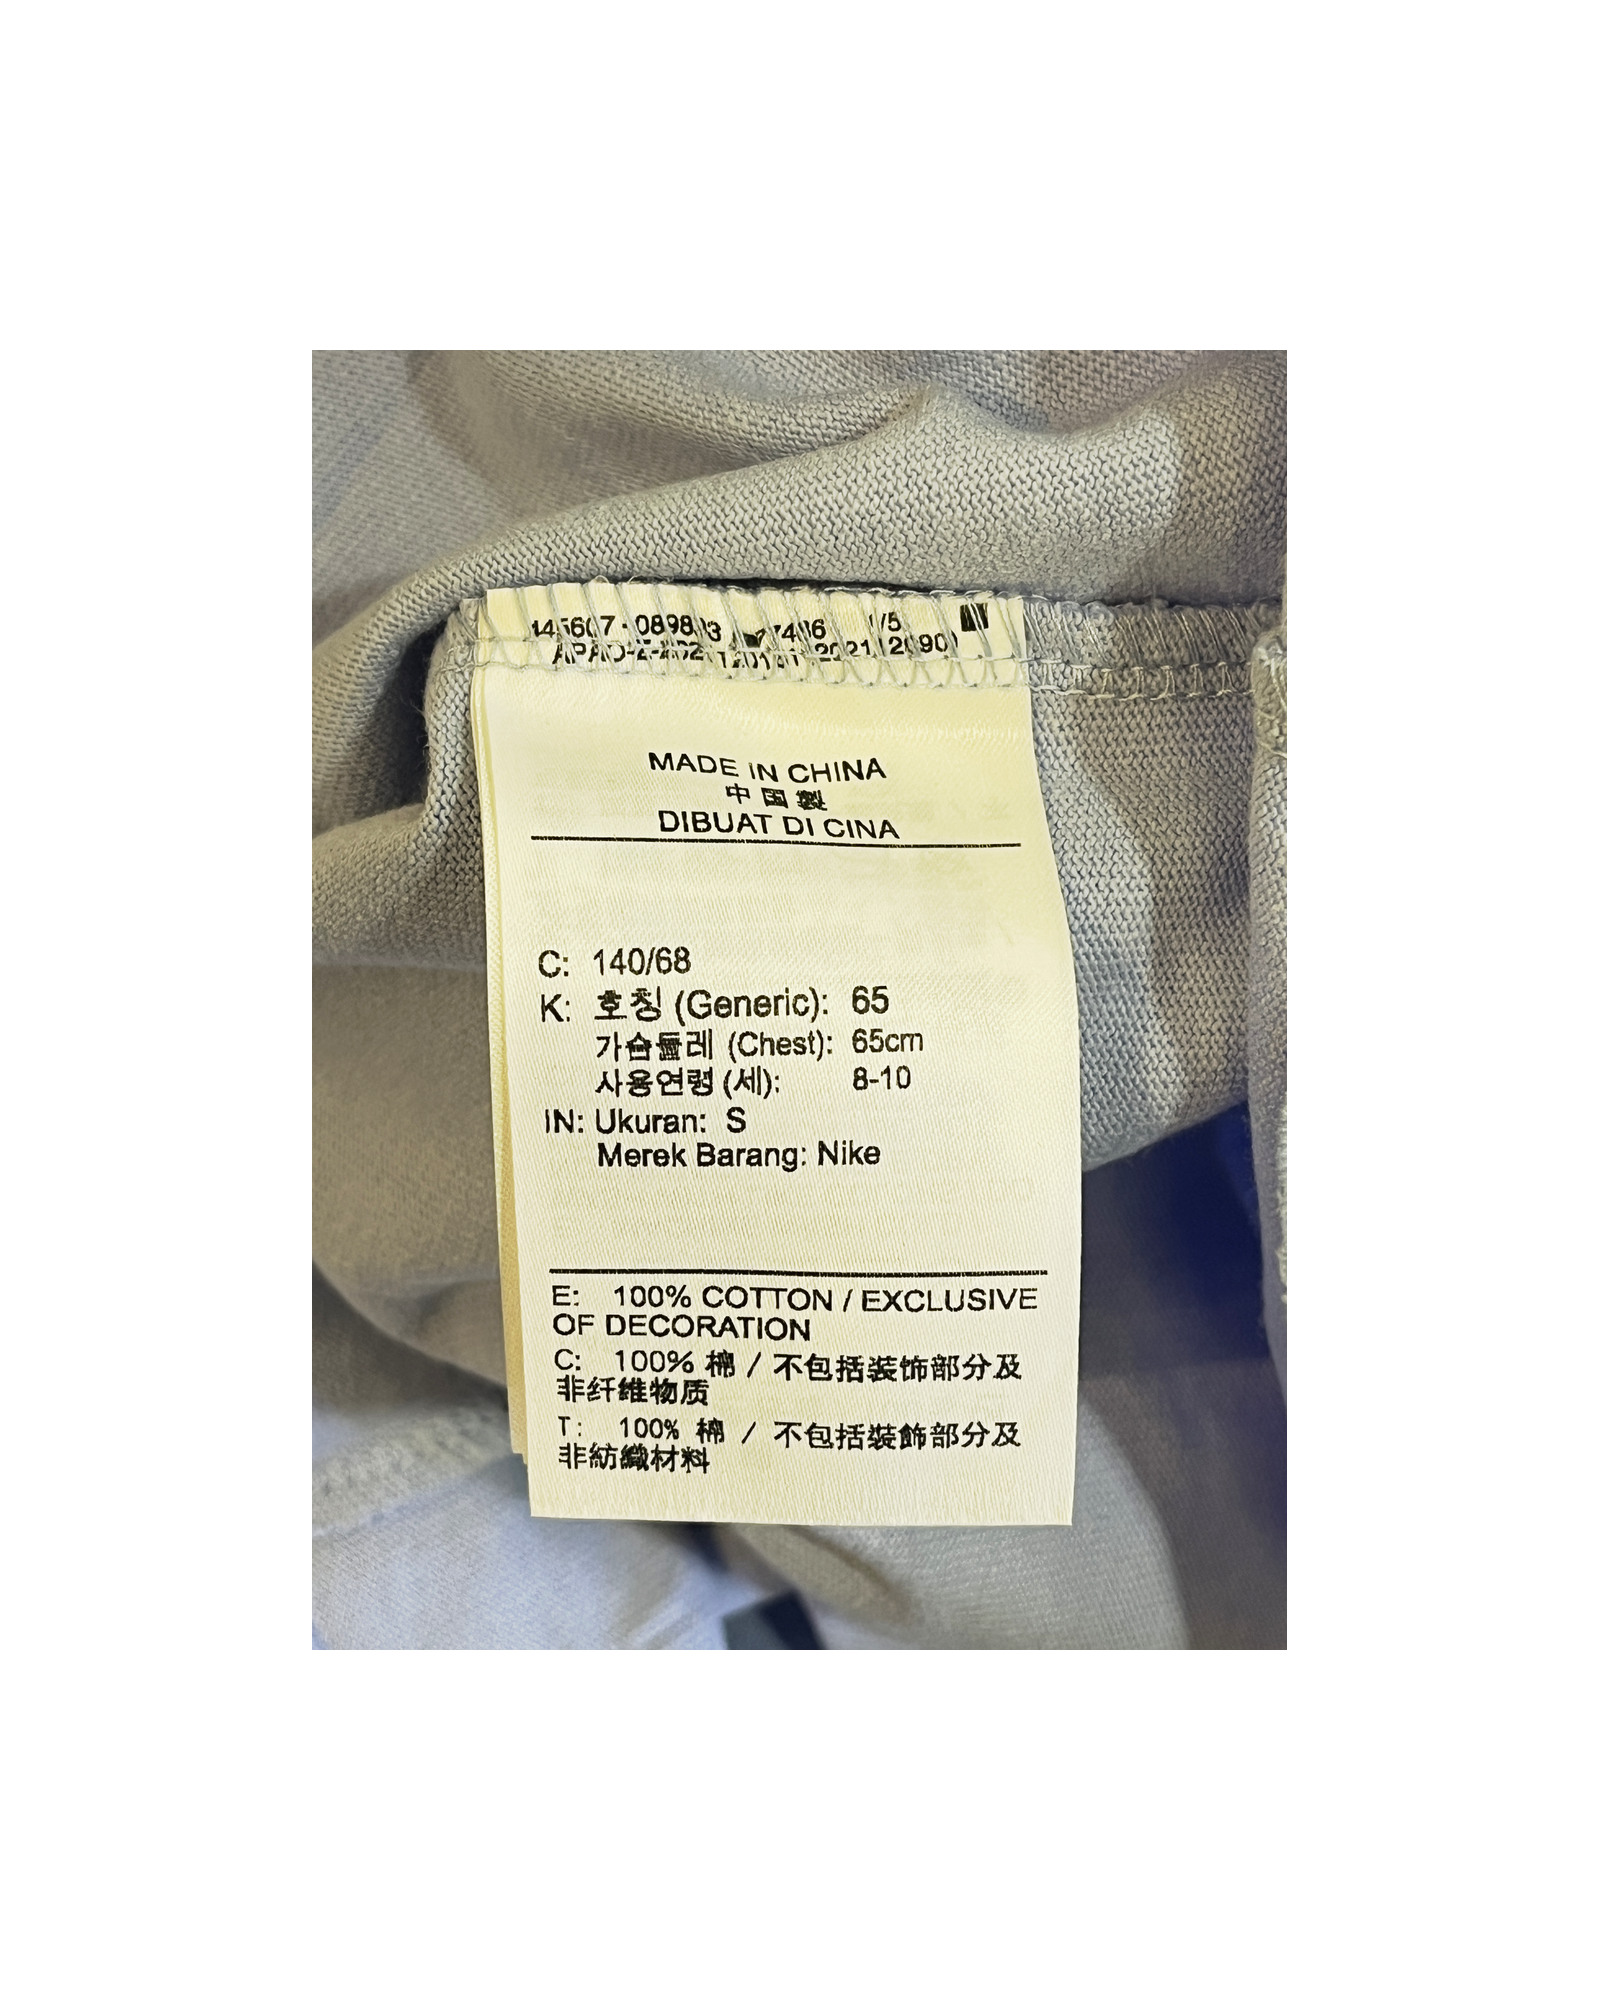 MADE IN CHINA
中国製
DIBUAT DI CINA
C: 140/68
K: 호칭 (Generic): 65
가슴둘레 (Chest): 65cm
사용연령 (세): 8-10
IN: Ukuran: S
Merek Barang: Nike
E: 100% COTTON / EXCLUSIVE
OF DECORATION
C: 100% 棉 / 不包括装饰部分及
非纤维物质
T: 100% 棉 / 不包括裝飾部分及
非紡織材料